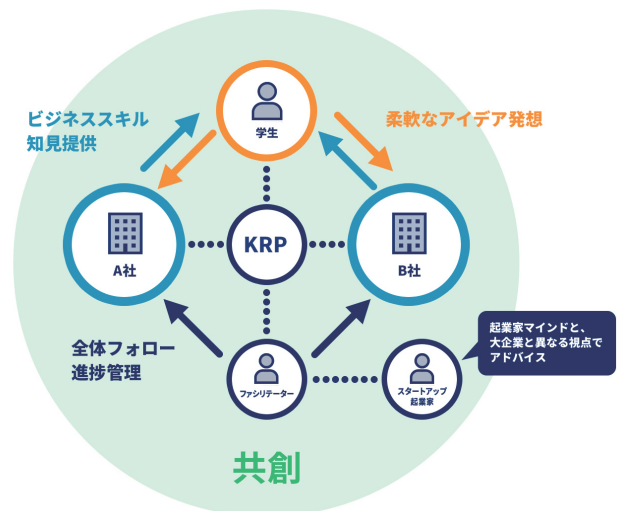 学生
ビジネススキル
知見提供
柔軟なアイデア発想
KRP
A社
B社
全体フォロー
進捗管理
ファシリテーター
スタートアップ
起業家
起業家マインドと、
大企業と異なる視点で
アドバイス
共創